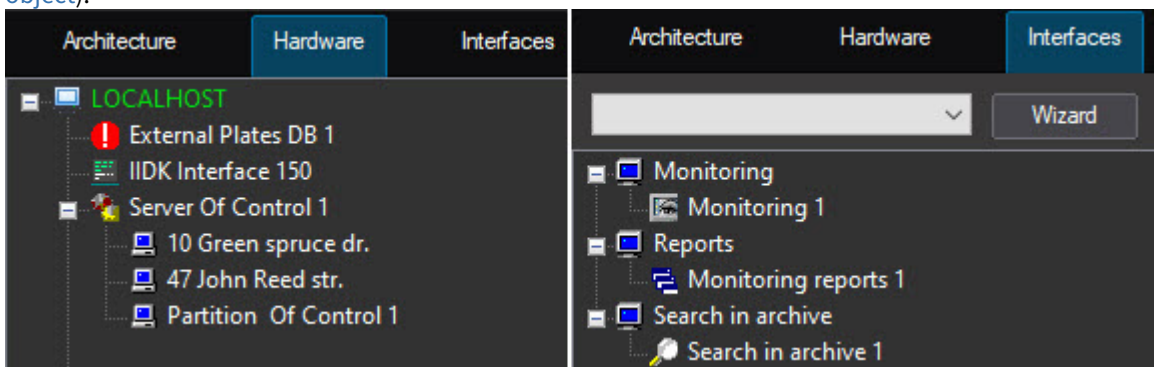 object).
Architecture Hardware Interfaces
LOCALHOST
External Plates DB 1
IIDK Interface 150
Server Of Control 1
10 Green spruce dr.
47 John Reed str.
Partition Of Control 1
Architecture Hardware Interfaces
Wizard
Monitoring
Monitoring 1
Reports
Monitoring reports 1
Search in archive
Search in archive 1